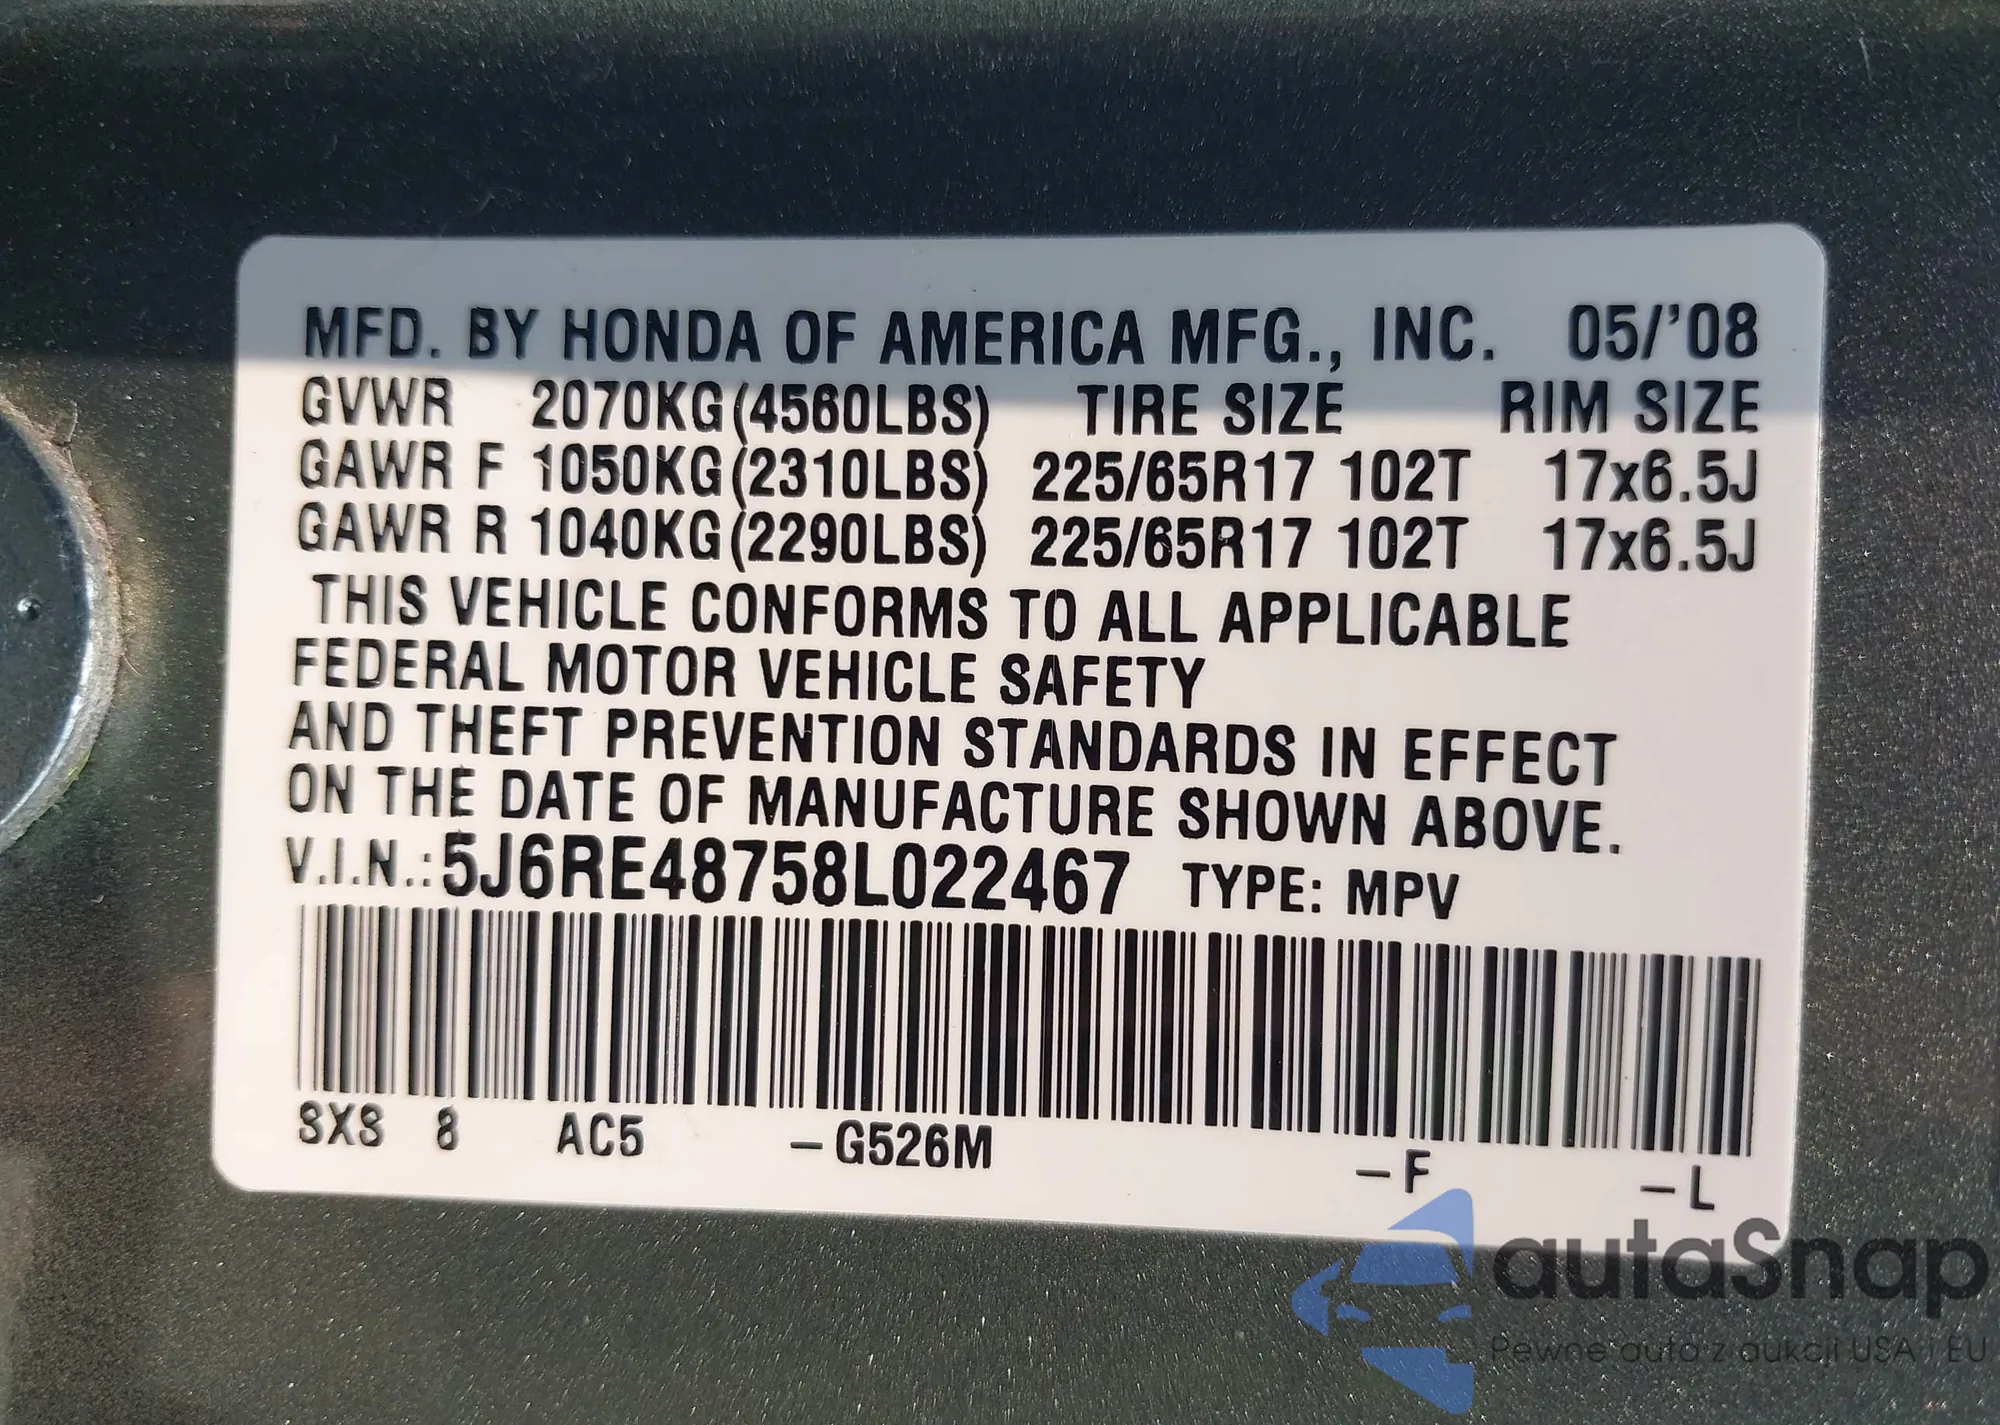 MFD. BY HONDA OF AMERICA MFG., INC. 05/'08
GVWR 2070KG(4560LBS) TIRE SIZE RIM SIZE
GAWR F 1050KG(2310LBS) 225/65R17 102T 17x6.5J
GAWR R 1040KG(2290LBS) 225/65R17 102T 17x6.5J
THIS VEHICLE CONFORMS TO ALL APPLICABLE
FEDERAL MOTOR VEHICLE SAFETY
AND THEFT PREVENTION STANDARDS IN EFFECT
ON THE DATE OF MANUFACTURE SHOWN ABOVE.
V.I.N.:5J6RE48758L022467 TYPE: MPV
SXS 8 AC5 –G526M –F –L
autaSnap
Pewne auto z aukcji USA i EU